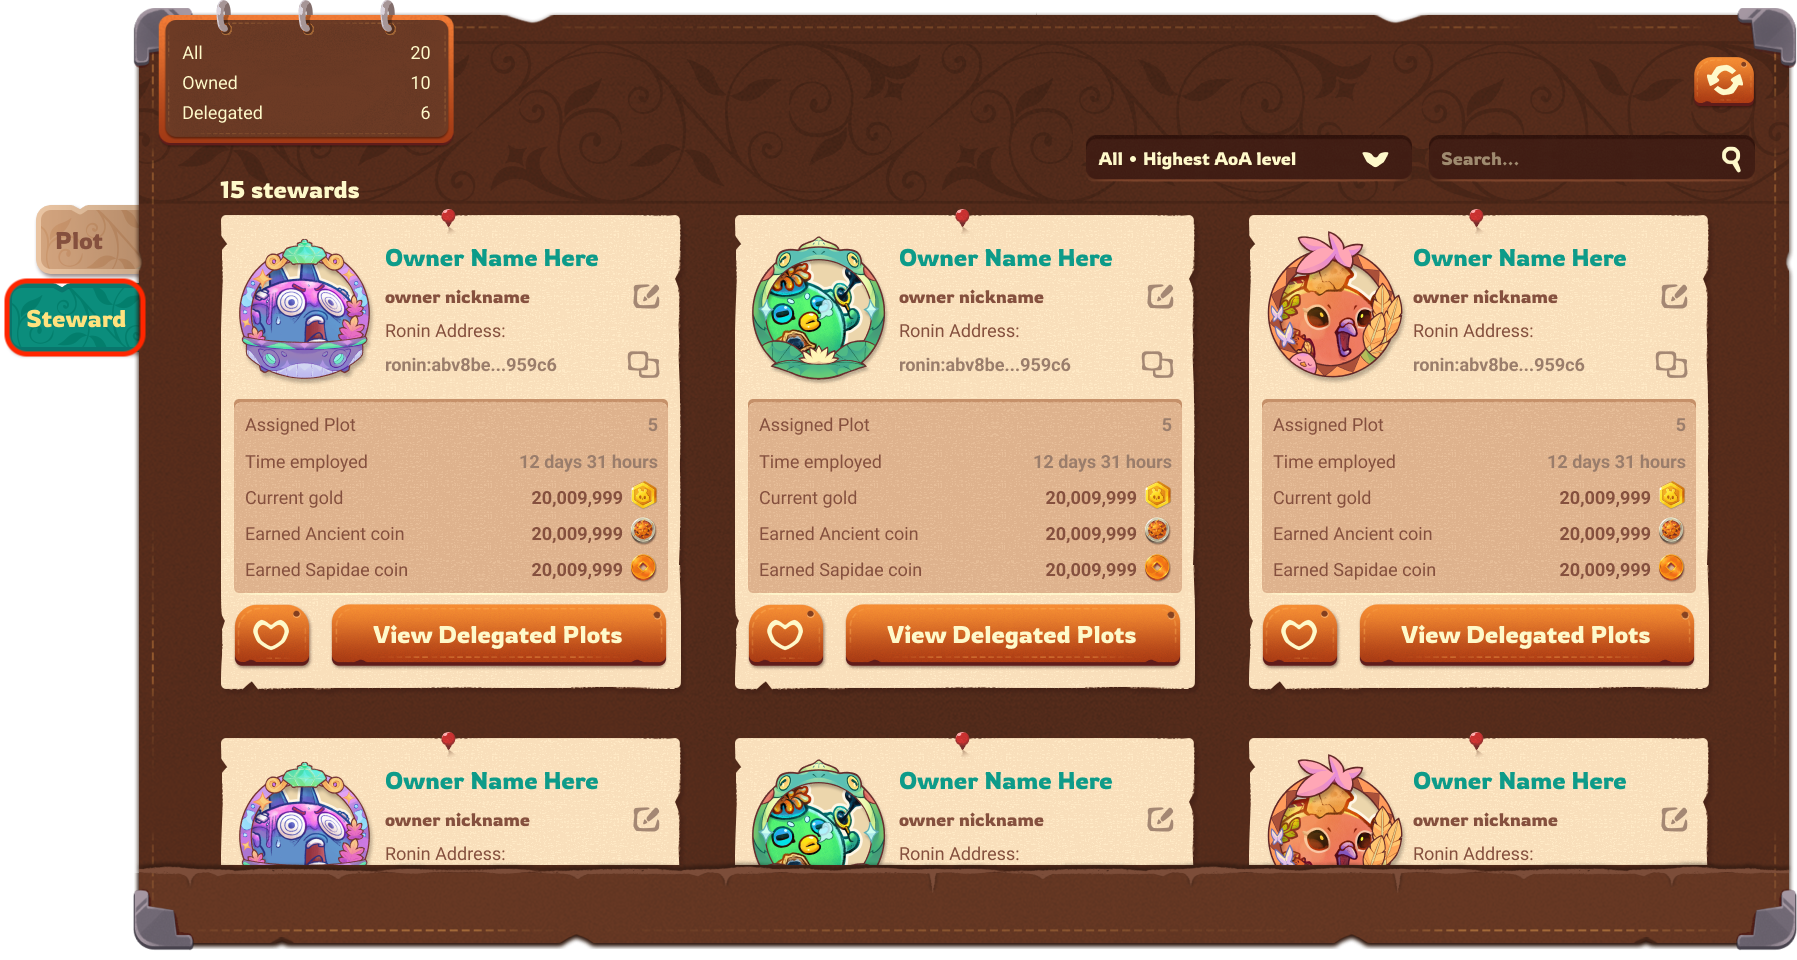 All 20
Owned 10
Delegated 6
All • Highest AoA level
Search...
15 stewards
Plot
Steward
Owner Name Here
owner nickname
Ronin Address:
ronin:abv8be...959c6
Assigned Plot 5
Time employed 12 days 31 hours
Current gold 20,009,999
Earned Ancient coin 20,009,999
Earned Sapidae coin 20,009,999
View Delegated Plots
Owner Name Here
owner nickname
Ronin Address:
ronin:abv8be...959c6
Assigned Plot 5
Time employed 12 days 31 hours
Current gold 20,009,999
Earned Ancient coin 20,009,999
Earned Sapidae coin 20,009,999
View Delegated Plots
Owner Name Here
owner nickname
Ronin Address:
ronin:abv8be...959c6
Assigned Plot 5
Time employed 12 days 31 hours
Current gold 20,009,999
Earned Ancient coin 20,009,999
Earned Sapidae coin 20,009,999
View Delegated Plots
Owner Name Here
owner nickname
Ronin Address:
Owner Name Here
owner nickname
Ronin Address:
Owner Name Here
owner nickname
Ronin Address: